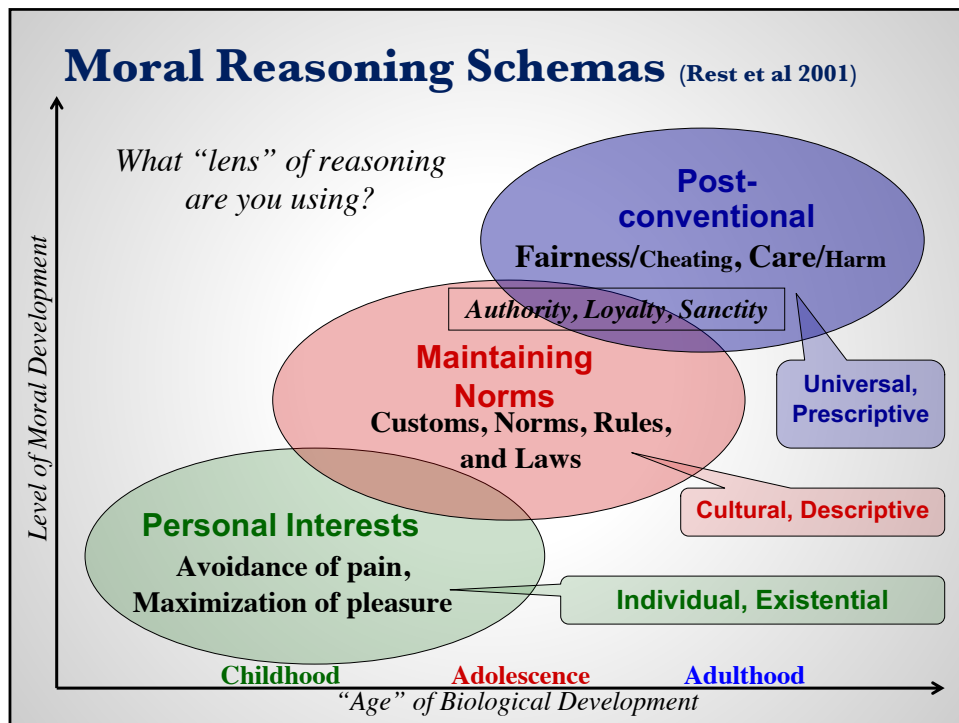 Moral Reasoning Schemas (Rest et al 2001)
What “lens” of reasoning
are you using?
Post-
conventional
Fairness/Cheating, Care/Harm
Authority, Loyalty, Sanctity
Maintaining
Norms
Customs, Norms, Rules,
and Laws
Universal,
Prescriptive
Cultural, Descriptive
Personal Interests
Avoidance of pain,
Maximization of pleasure
Individual, Existential
Level of Moral Development
Childhood Adolescence Adulthood
“Age” of Biological Development